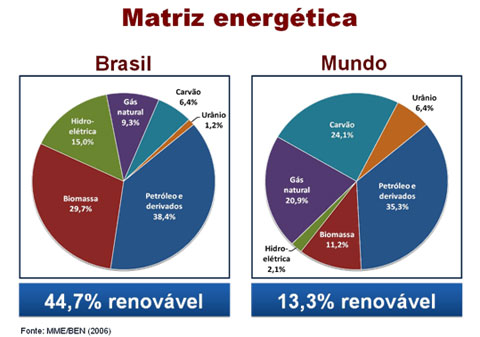 Matriz energética
Brasil
Mundo
Gás
natural
9,3%
Carvão
6,4%
Urânio
1,2%
Hidro-
elétrica
15,0%
Biomassa
29,7%
Petróleo e
derivados
38,4%
44,7% renovável
Urânio
6,4%
Carvão
24,1%
Gás
natural
20,9%
Petróleo e
derivados
35,3%
Hidro-
elétrica
2,1%
Biomassa
11,2%
13,3% renovável
Fonte: MME/BEN (2006)